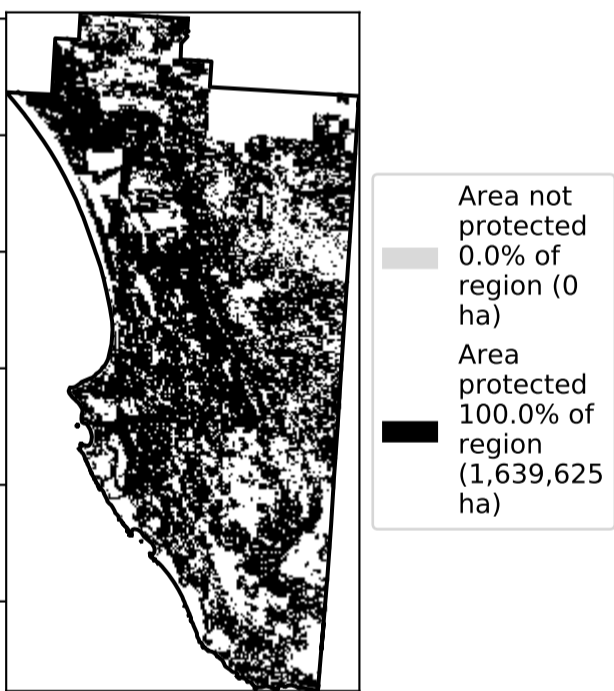 Area not
protected
0.0% of
region (0
ha)
Area
protected
100.0% of
region
(1,639,625
ha)